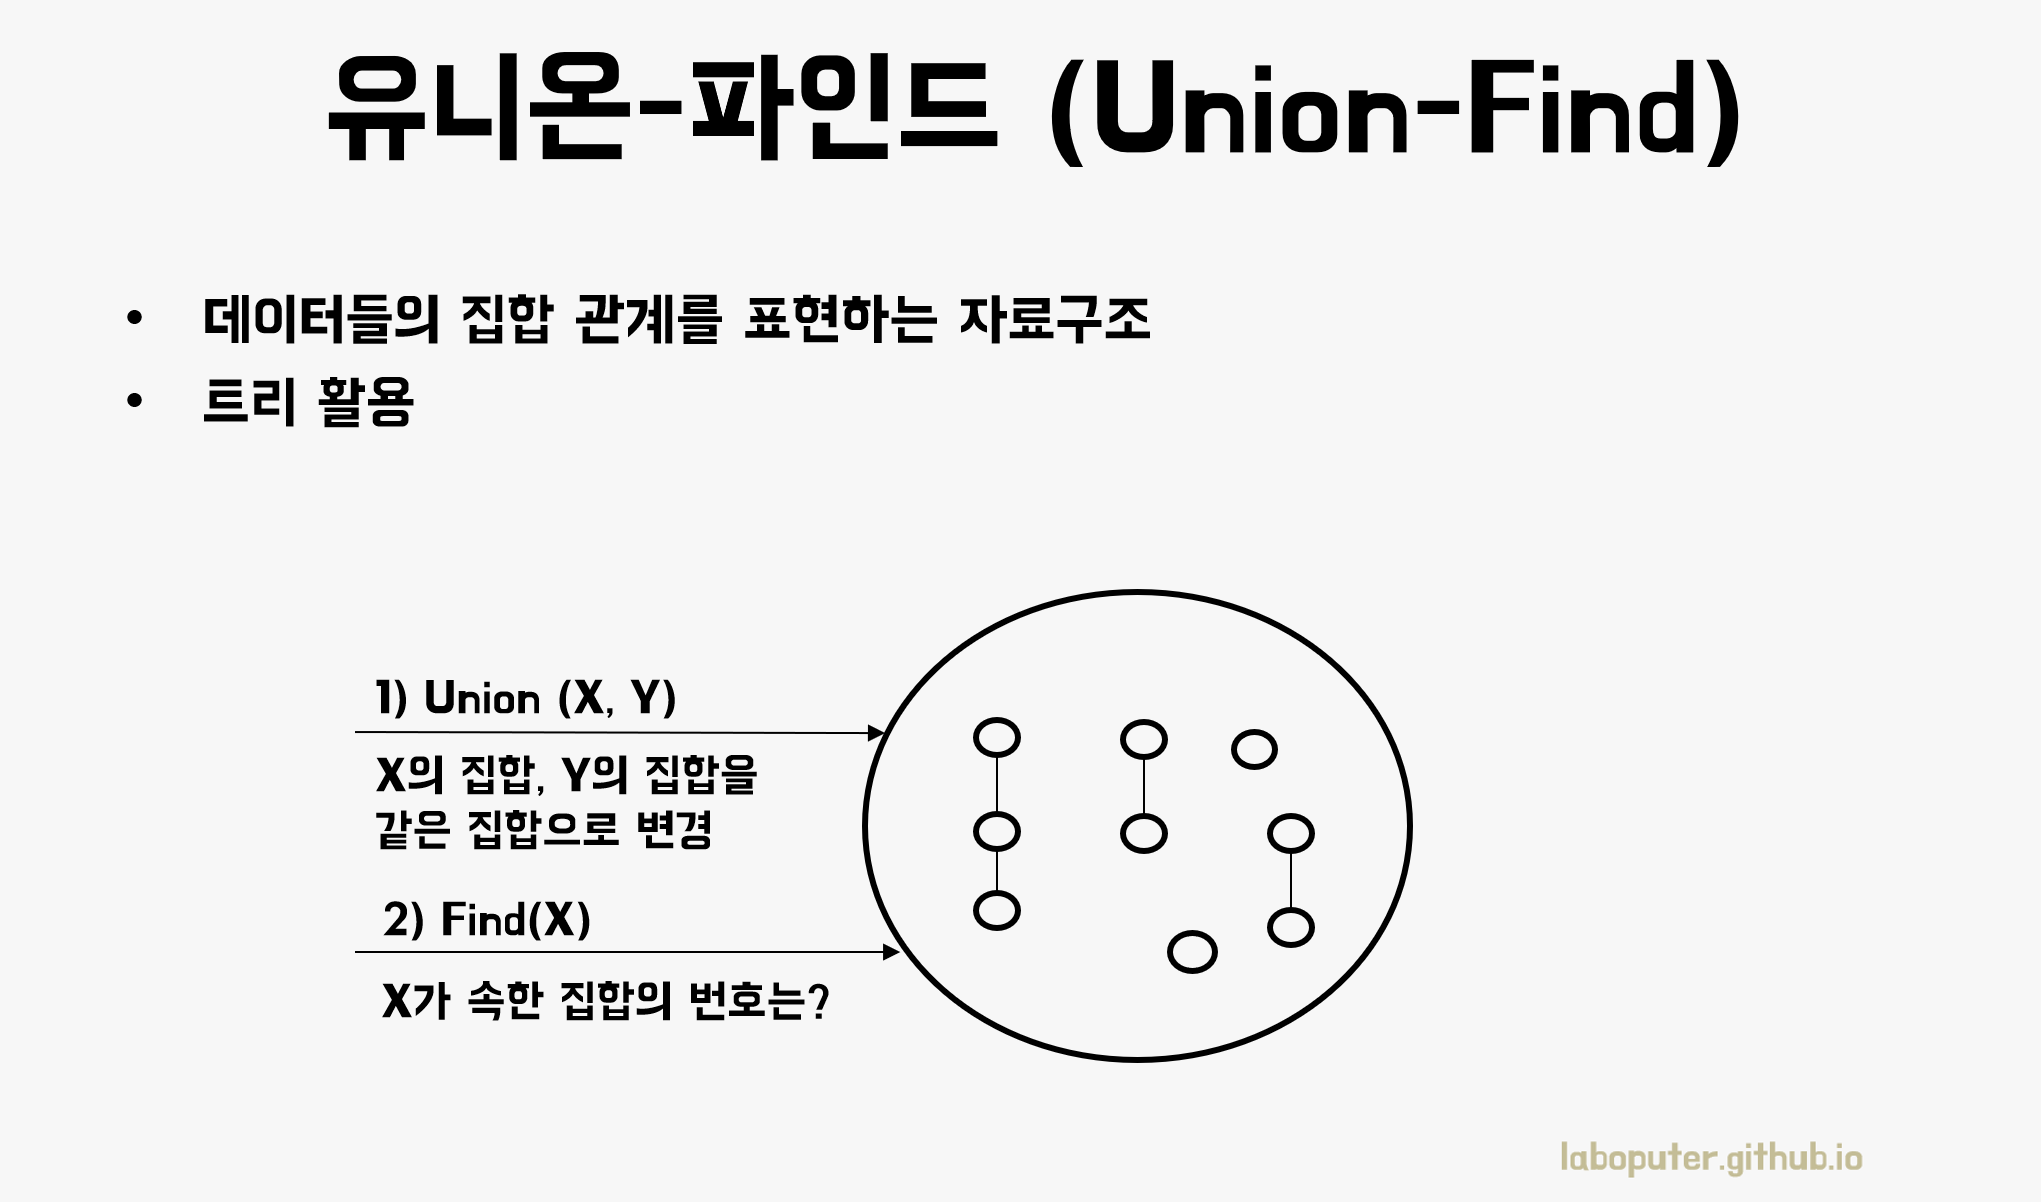 유니온-파인드 (Union-Find)
• 데이터들의 집합 관계를 표현하는 자료구조
• 트리 활용
1) Union (X, Y)
X의 집합, Y의 집합을
같은 집합으로 변경
2) Find(X)
X가 속한 집합의 번호는?
laboputer.github.io